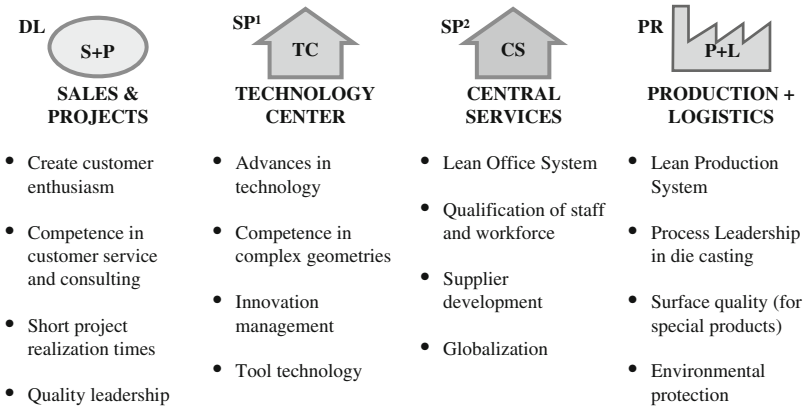 DL
S+P
SALES &
PROJECTS
• Create customer
enthusiasm
• Competence in
customer service
and consulting
• Short project
realization times
• Quality leadership
SP¹
TC
TECHNOLOGY
CENTER
• Advances in
technology
• Competence in
complex geometries
• Innovation
management
• Tool technology
SP²
CS
CENTRAL
SERVICES
• Lean Office System
• Qualification of staff
and workforce
• Supplier
development
• Globalization
PR
P+L
PRODUCTION +
LOGISTICS
• Lean Production
System
• Process Leadership
in die casting
• Surface quality (for
special products)
• Environmental
protection